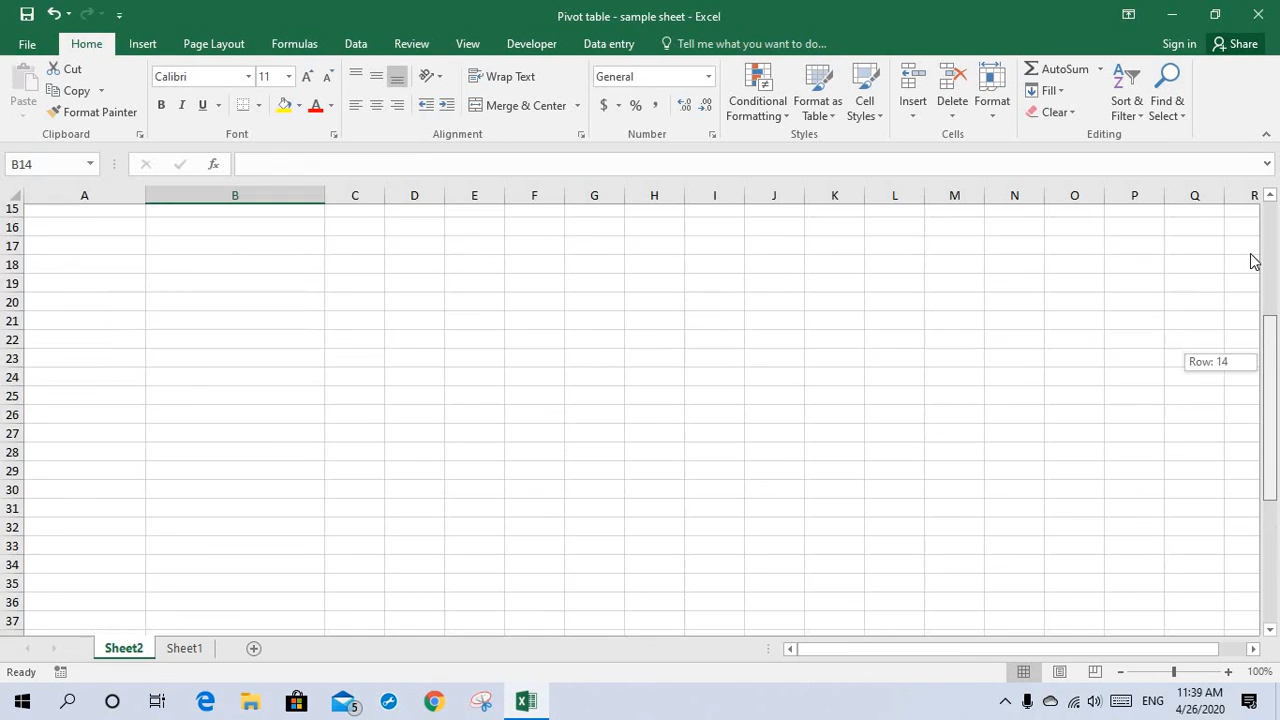 Pivot table - sample sheet - Excel
File Home Insert Page Layout Formulas Data Review View Developer Data entry Tell me what you want to do... Sign in Share
Paste
Cut
Copy
Format Painter
Clipboard
Calibri 11
B I U A
Font
Wrap Text
Merge & Center
Alignment
General
$ % ,
Number
Conditional Formatting
Format as Table
Cell Styles
Styles
Insert Delete Format
Cells
AutoSum
Fill
Clear
Sort & Filter
Find & Select
Editing
B14 fx
A B C D E F G H I J K L M N O P Q R
15
16
17
18
19
20
21
22
23
Row: 14
24
25
26
27
28
29
30
31
32
33
34
35
36
37
Sheet2 Sheet1
Ready 100%
5
ENG
11:39 AM
4/26/2020